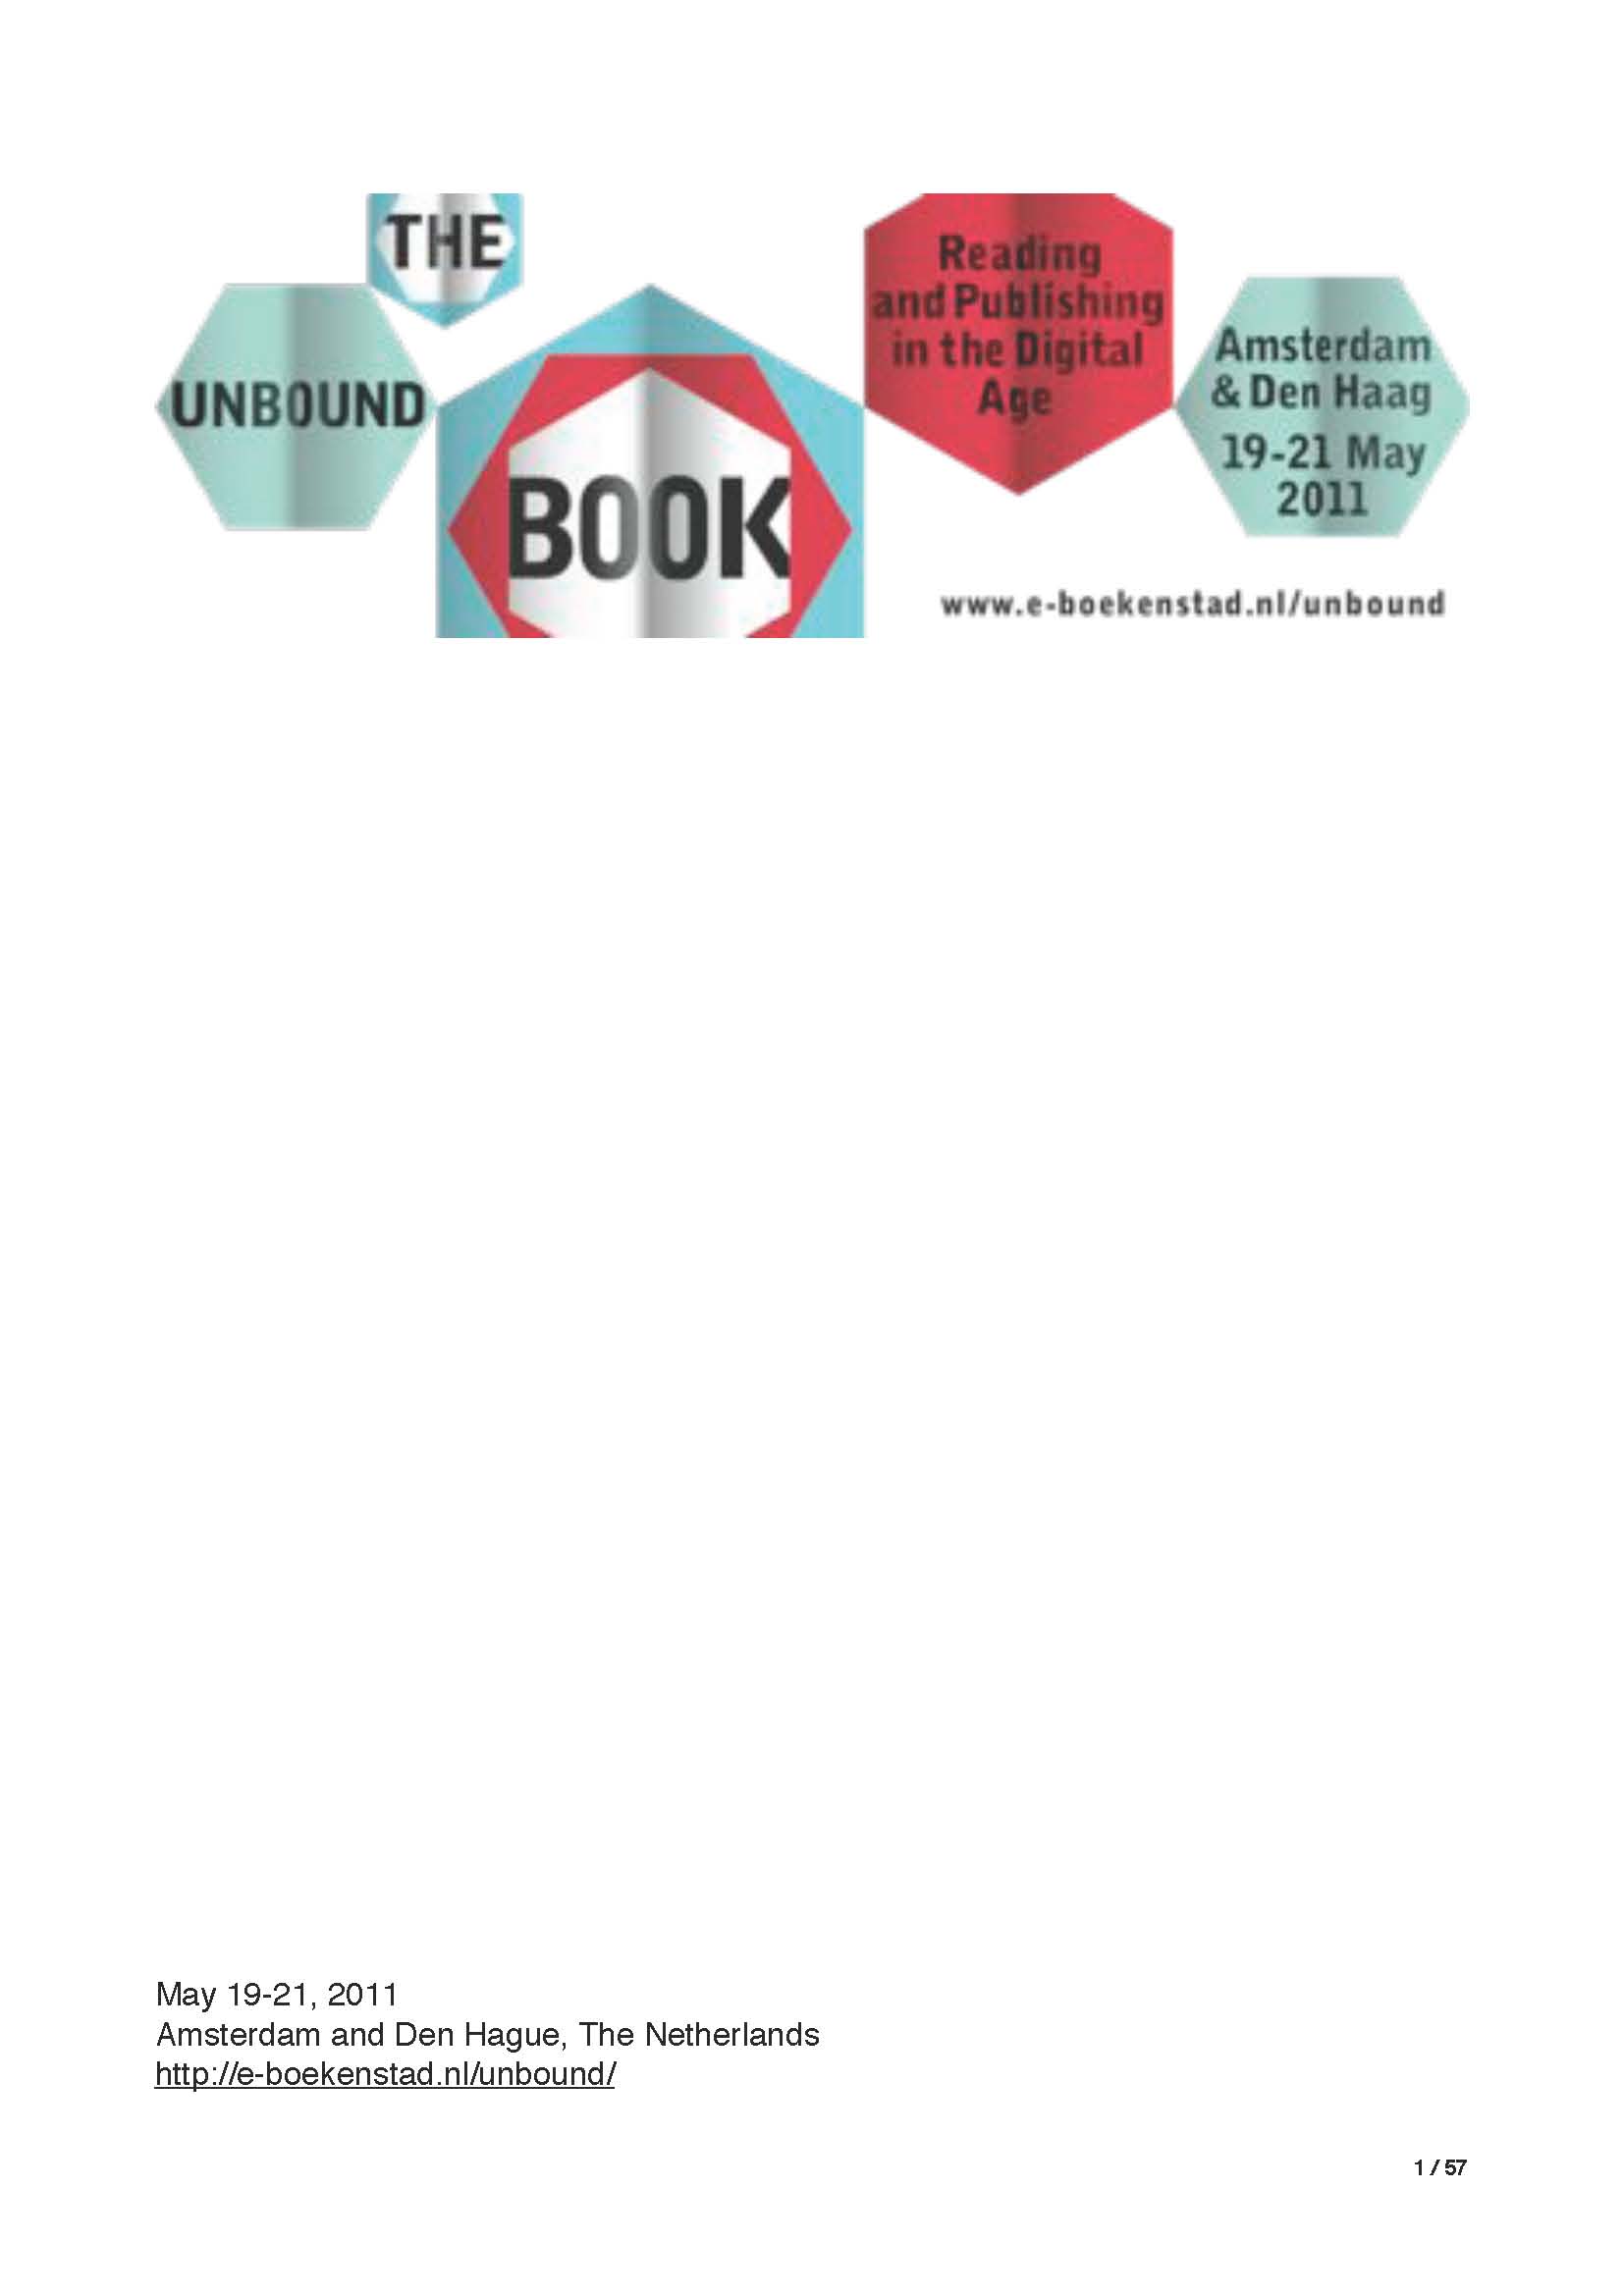 THE
UNBOUND
BOOK
Reading
and Publishing
in the Digital
Age
Amsterdam
& Den Haag
19-21 May
2011
www.e-boekenstad.nl/unbound
May 19-21, 2011
Amsterdam and Den Hague, The Netherlands
http://e-boekenstad.nl/unbound/
1 / 57